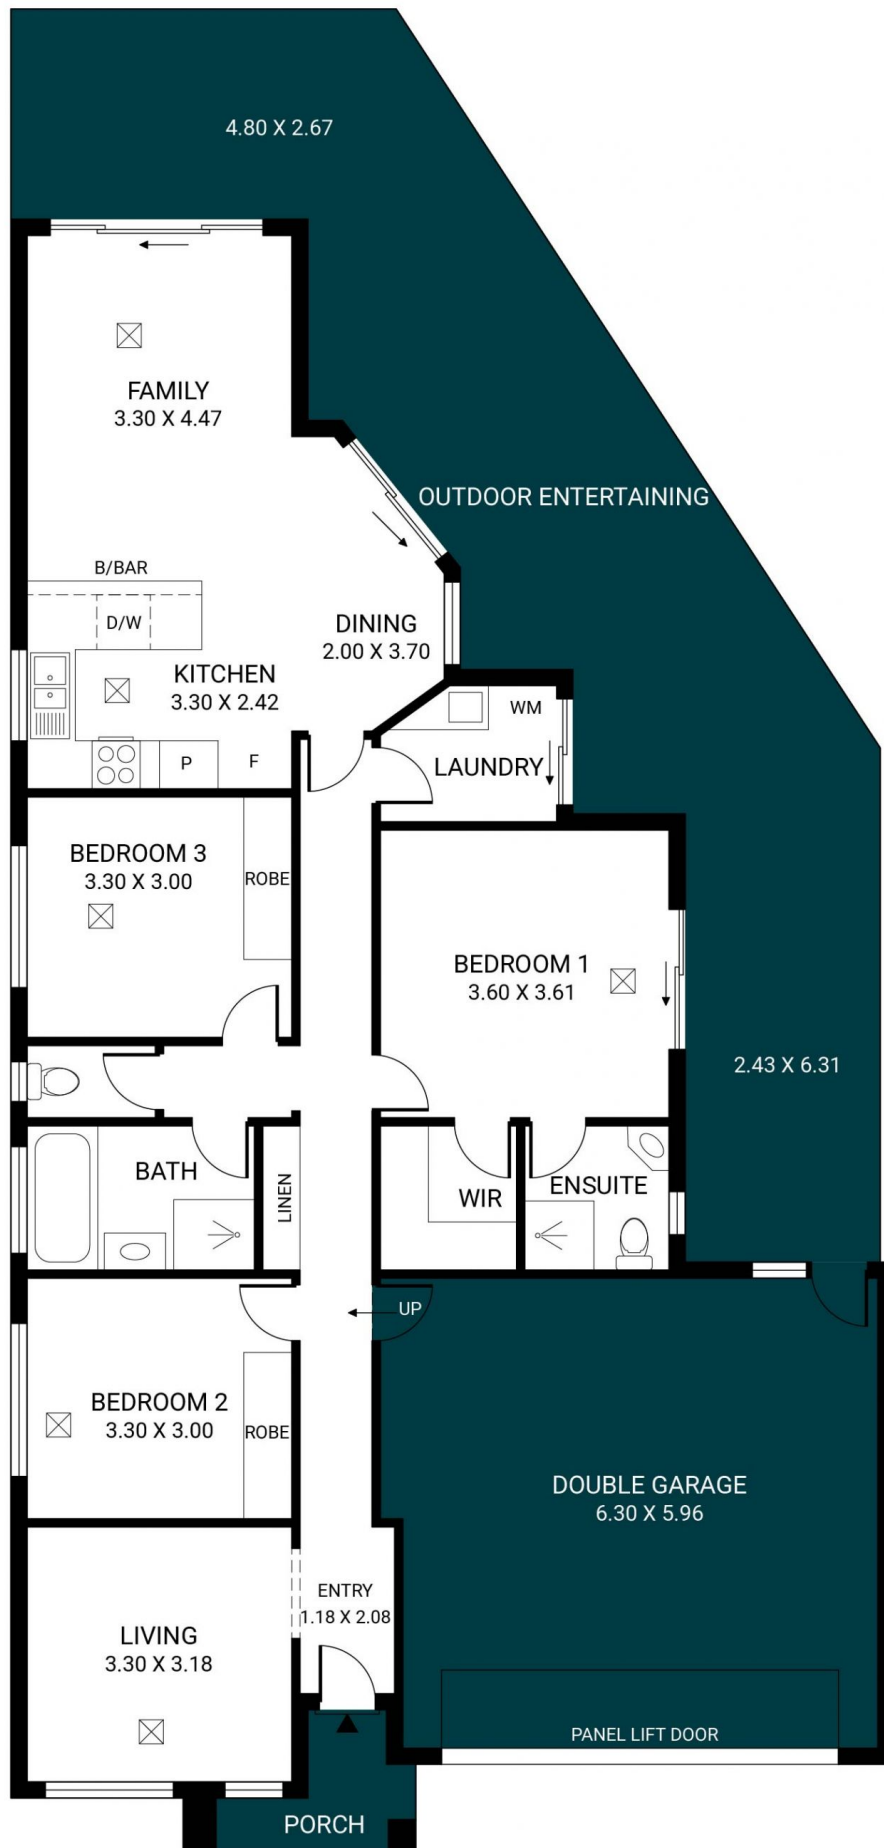 4.80 X 2.67
FAMILY
3.30 X 4.47
OUTDOOR ENTERTAINING
B/BAR
D/W
DINING
2.00 X 3.70
KITCHEN
3.30 X 2.42
WM
P
F
LAUNDRY
BEDROOM 3
3.30 X 3.00
ROBE
BEDROOM 1
3.60 X 3.61
2.43 X 6.31
BATH
LINEN
WIR
ENSUITE
UP
BEDROOM 2
3.30 X 3.00
ROBE
DOUBLE GARAGE
6.30 X 5.96
ENTRY
1.18 X 2.08
LIVING
3.30 X 3.18
PANEL LIFT DOOR
PORCH